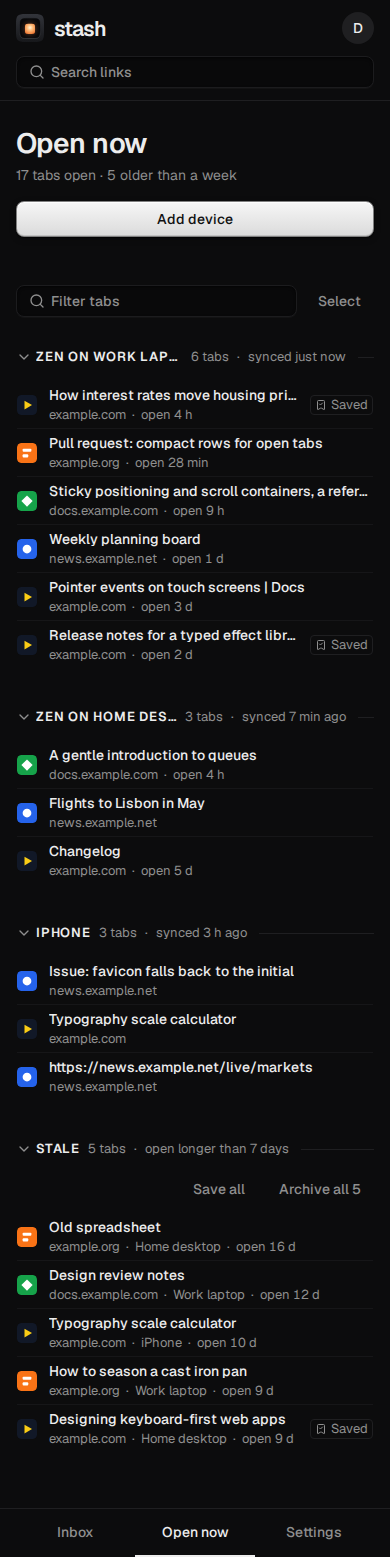 stash
D
Search links
Open now
17 tabs open · 5 older than a week
Add device
Filter tabs
Select
ZEN ON WORK LAP… 6 tabs · synced just now
How interest rates move housing pri…
example.com · open 4 h
Saved
Pull request: compact rows for open tabs
example.org · open 28 min
Sticky positioning and scroll containers, a refer…
docs.example.com · open 9 h
Weekly planning board
news.example.net · open 1 d
Pointer events on touch screens | Docs
example.com · open 3 d
Release notes for a typed effect libr…
example.com · open 2 d
Saved
ZEN ON HOME DES… 3 tabs · synced 7 min ago
A gentle introduction to queues
docs.example.com · open 4 h
Flights to Lisbon in May
news.example.net
Changelog
example.com · open 5 d
IPHONE 3 tabs · synced 3 h ago
Issue: favicon falls back to the initial
news.example.net
Typography scale calculator
example.com
https://news.example.net/live/markets
news.example.net
STALE 5 tabs · open longer than 7 days
Save all
Archive all 5
Old spreadsheet
example.org · Home desktop · open 16 d
Design review notes
docs.example.com · Work laptop · open 12 d
Typography scale calculator
example.com · iPhone · open 10 d
How to season a cast iron pan
example.org · Work laptop · open 9 d
Designing keyboard-first web apps
example.com · Home desktop · open 9 d
Saved
Inbox
Open now
Settings